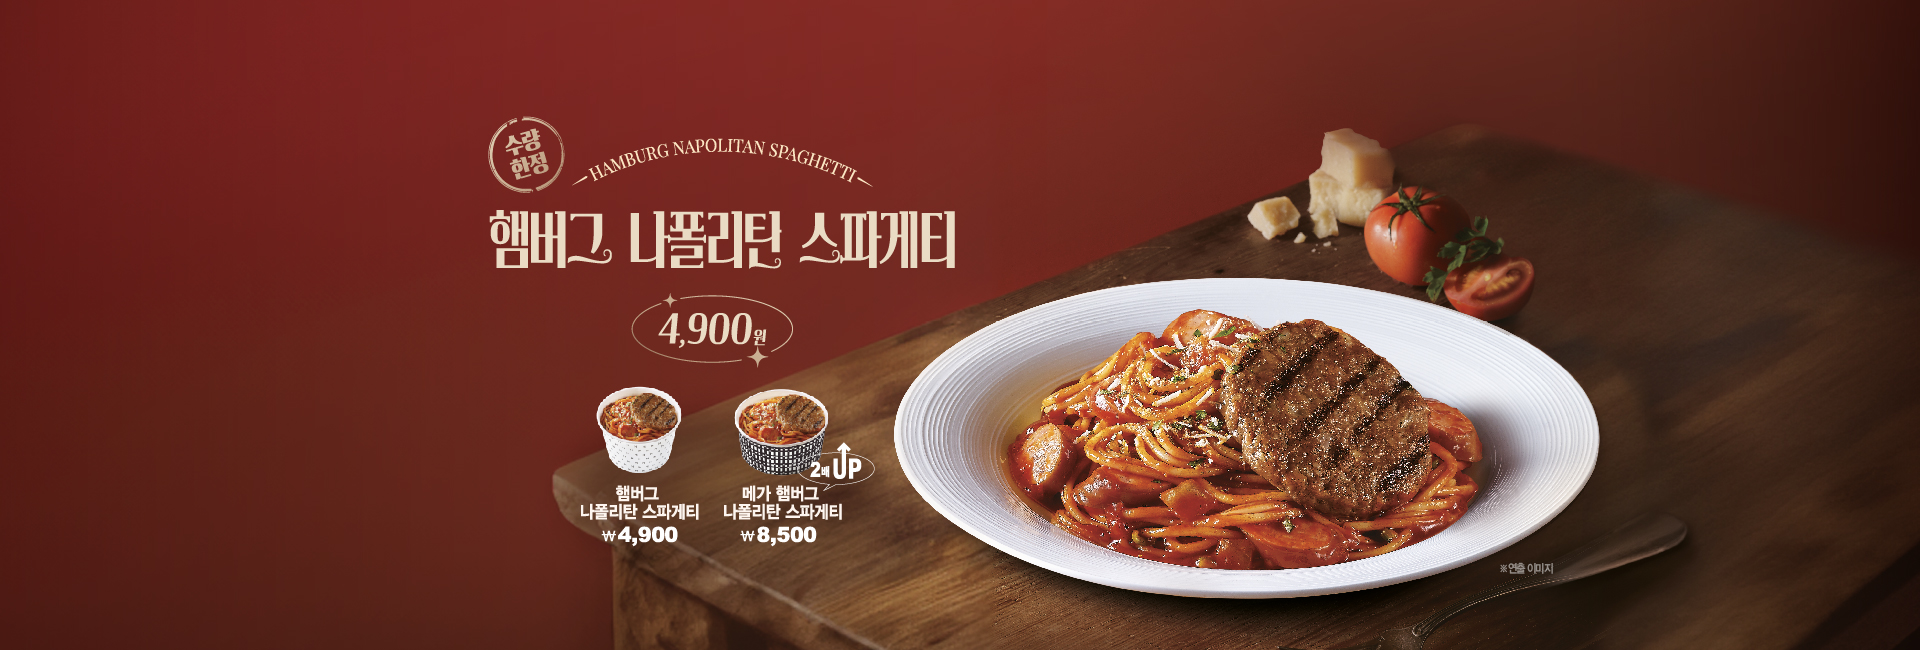 수량
한정
HAMBURG NAPOLITAN SPAGHETTI
햄버그 나폴리탄 스파게티
4,900원
2배 UP
햄버그
나폴리탄 스파게티
₩4,900
메가 햄버그
나폴리탄 스파게티
₩8,500
※연출 이미지